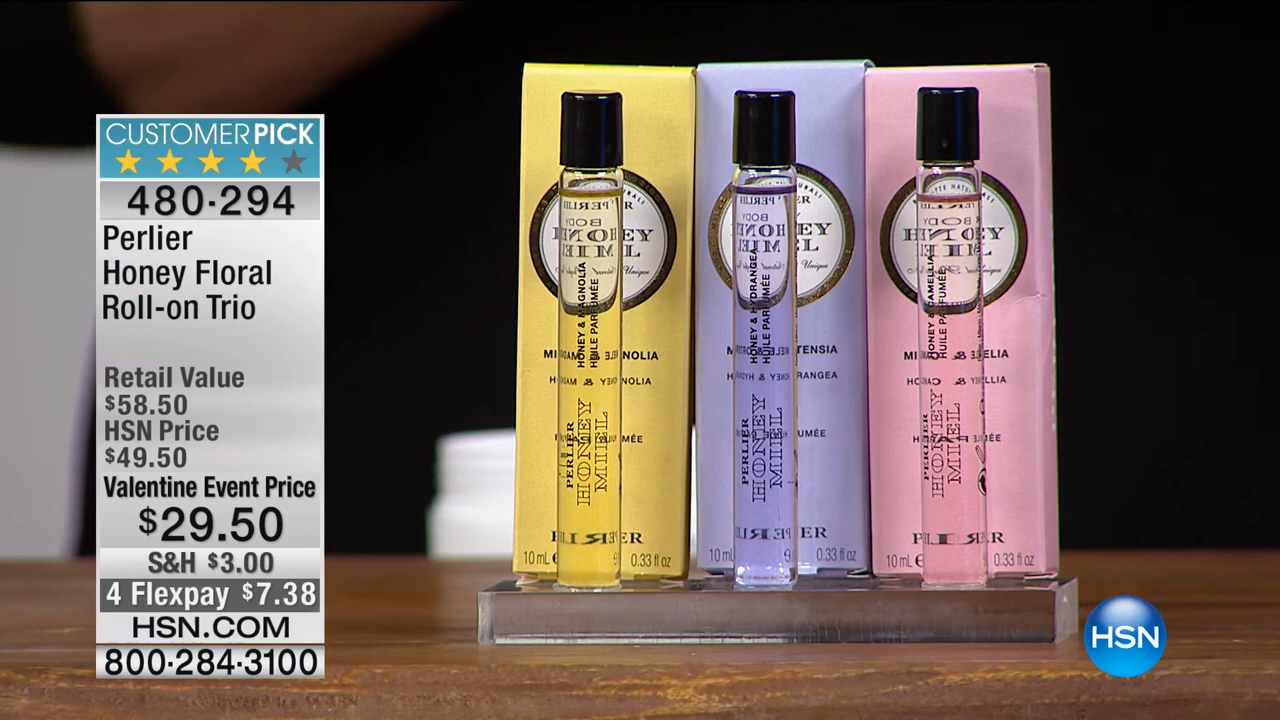 CUSTOMER PICK
480-294
Perlier
Honey Floral
Roll-on Trio
Retail Value
$58.50
HSN Price
$49.50
Valentine Event Price
$29.50
S&H $3.00
4 Flexpay $7.38
HSN.COM
800-284-3100
HONEY & MAGNOLIA
HUILE PARFUMÉE
PERLIER
HONEY
MIEL
10 mL
0.33 fl oz
HONEY & HYDRANGEA
HUILE PARFUMÉE
PERLIER
HONEY
MIEL
10 mL
0.33 fl oz
HONEY & CAMELLIA
HUILE PARFUMÉE
PERLIER
HONEY
MIEL
10 mL
0.33 fl oz
HSN